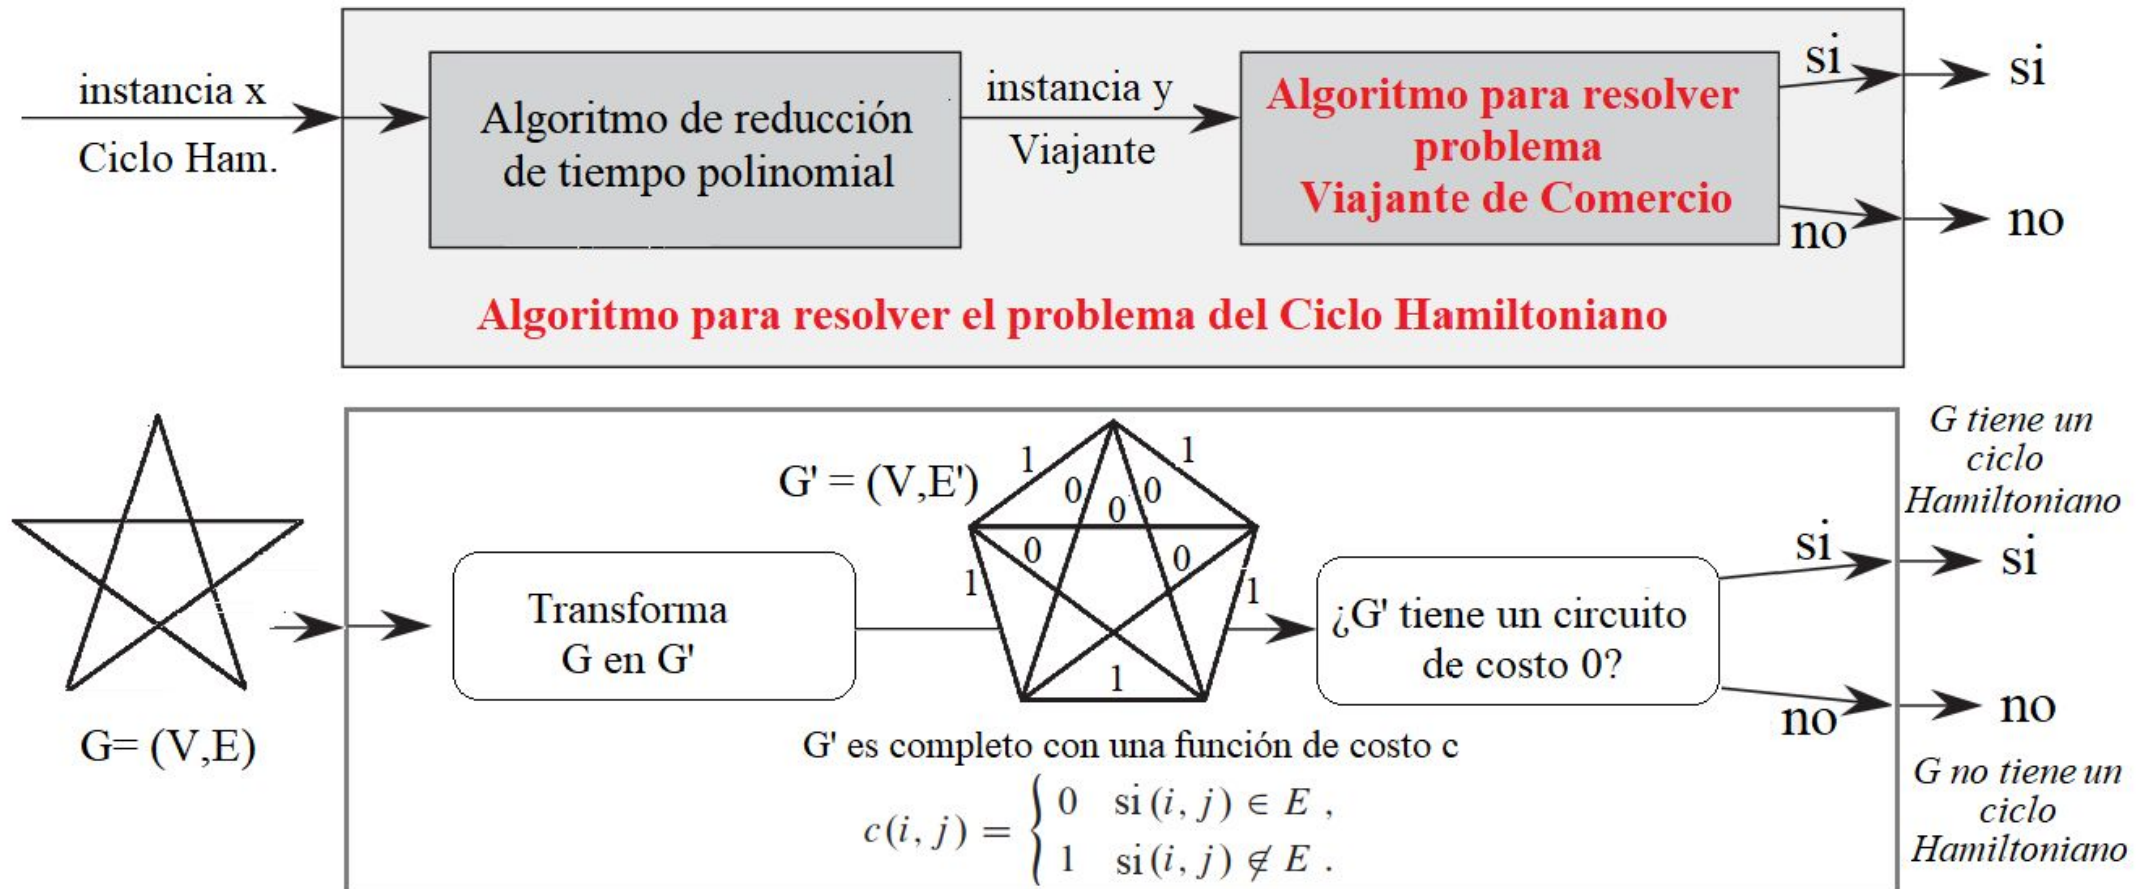 instancia x
Ciclo Ham.
Algoritmo de reducción
de tiempo polinomial
instancia y
Viajante
Algoritmo para resolver
problema
Viajante de Comercio
si
si
no
no
Algoritmo para resolver el problema del Ciclo Hamiltoniano
G= (V,E)
Transforma
G en G'
G' = (V,E')
1
1
0
0
0
0
0
1
1
1
G' es completo con una función de costo c
c(i, j) = { 0 si (i, j) ∈ E ,
1 si (i, j) ∉ E .
¿G' tiene un circuito
de costo 0?
si
no
G tiene un
ciclo
Hamiltoniano
si
no
G no tiene un
ciclo
Hamiltoniano